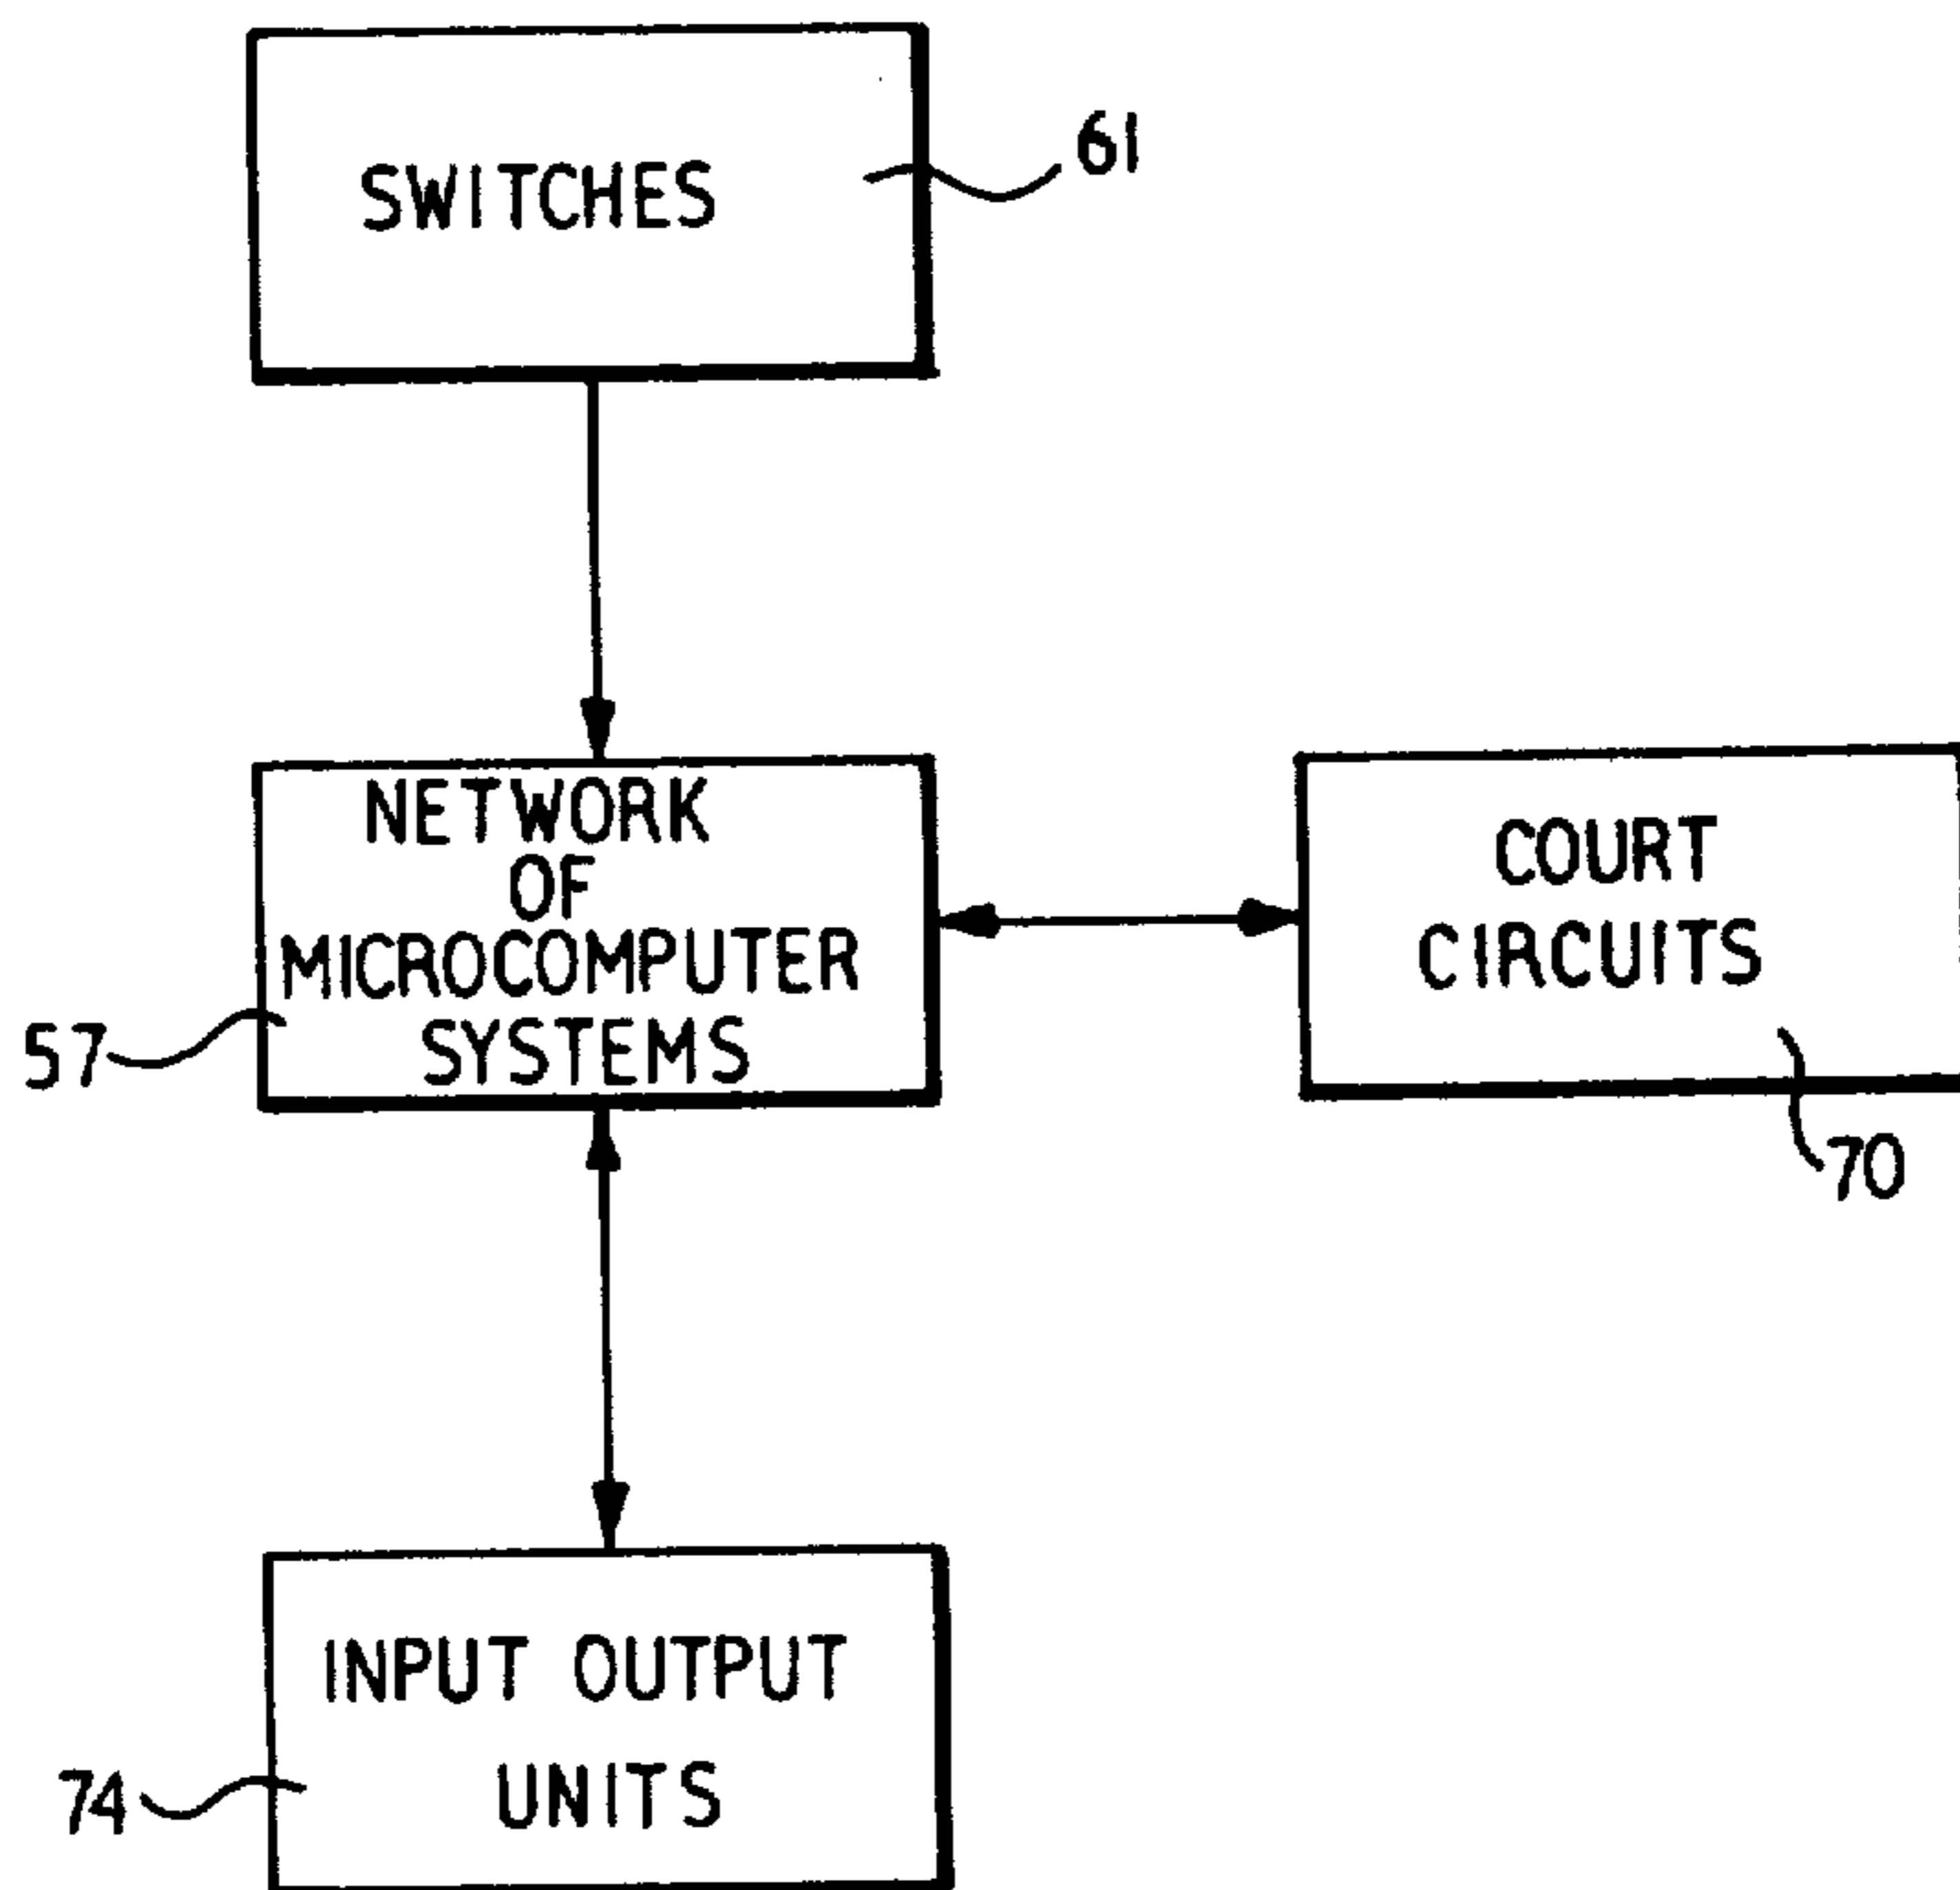 SWITCHES
61
NETWORK
OF
MICROCOMPUTER
SYSTEMS
57
COURT
CIRCUITS
70
INPUT OUTPUT
UNITS
74